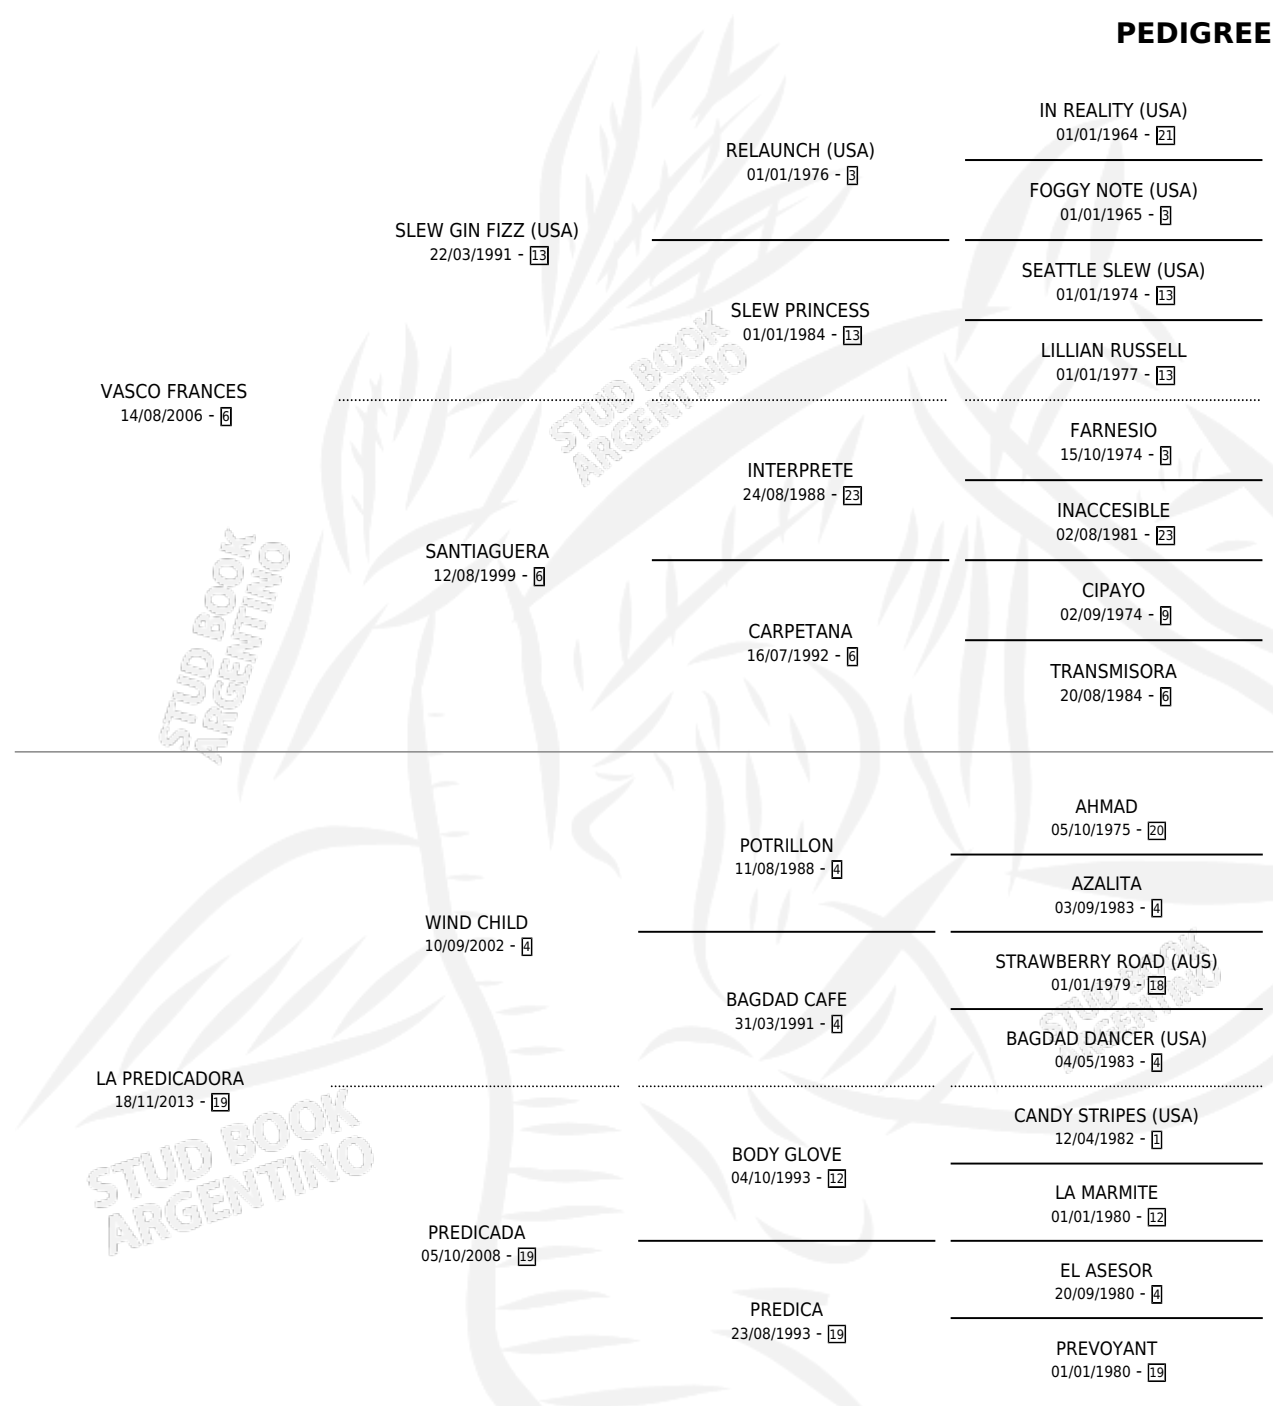 PEDIGREE
IN REALITY (USA)
01/01/1964 - 21
RELAUNCH (USA)
01/01/1976 - 3
FOGGY NOTE (USA)
01/01/1965 - 3
SLEW GIN FIZZ (USA)
22/03/1991 - 13
SEATTLE SLEW (USA)
01/01/1974 - 13
SLEW PRINCESS
01/01/1984 - 13
LILLIAN RUSSELL
01/01/1977 - 13
VASCO FRANCES
14/08/2006 - 6
FARNESIO
15/10/1974 - 3
INTERPRETE
24/08/1988 - 23
INACCESIBLE
02/08/1981 - 23
SANTIAGUERA
12/08/1999 - 6
CIPAYO
02/09/1974 - 9
CARPETANA
16/07/1992 - 6
TRANSMISORA
20/08/1984 - 6
AHMAD
05/10/1975 - 20
POTRILLON
11/08/1988 - 4
AZALITA
03/09/1983 - 4
WIND CHILD
10/09/2002 - 4
STRAWBERRY ROAD (AUS)
01/01/1979 - 18
BAGDAD CAFE
31/03/1991 - 4
BAGDAD DANCER (USA)
04/05/1983 - 4
LA PREDICADORA
18/11/2013 - 19
CANDY STRIPES (USA)
12/04/1982 - 1
BODY GLOVE
04/10/1993 - 12
LA MARMITE
01/01/1980 - 12
PREDICADA
05/10/2008 - 19
EL ASESOR
20/09/1980 - 4
PREDICA
23/08/1993 - 19
PREVOYANT
01/01/1980 - 19
STUD BOOK
ARGENTINO
STUD BOOK
ARGENTINO
STUD BOOK
ARGENTINO
STUD BOOK
ARGENTINO